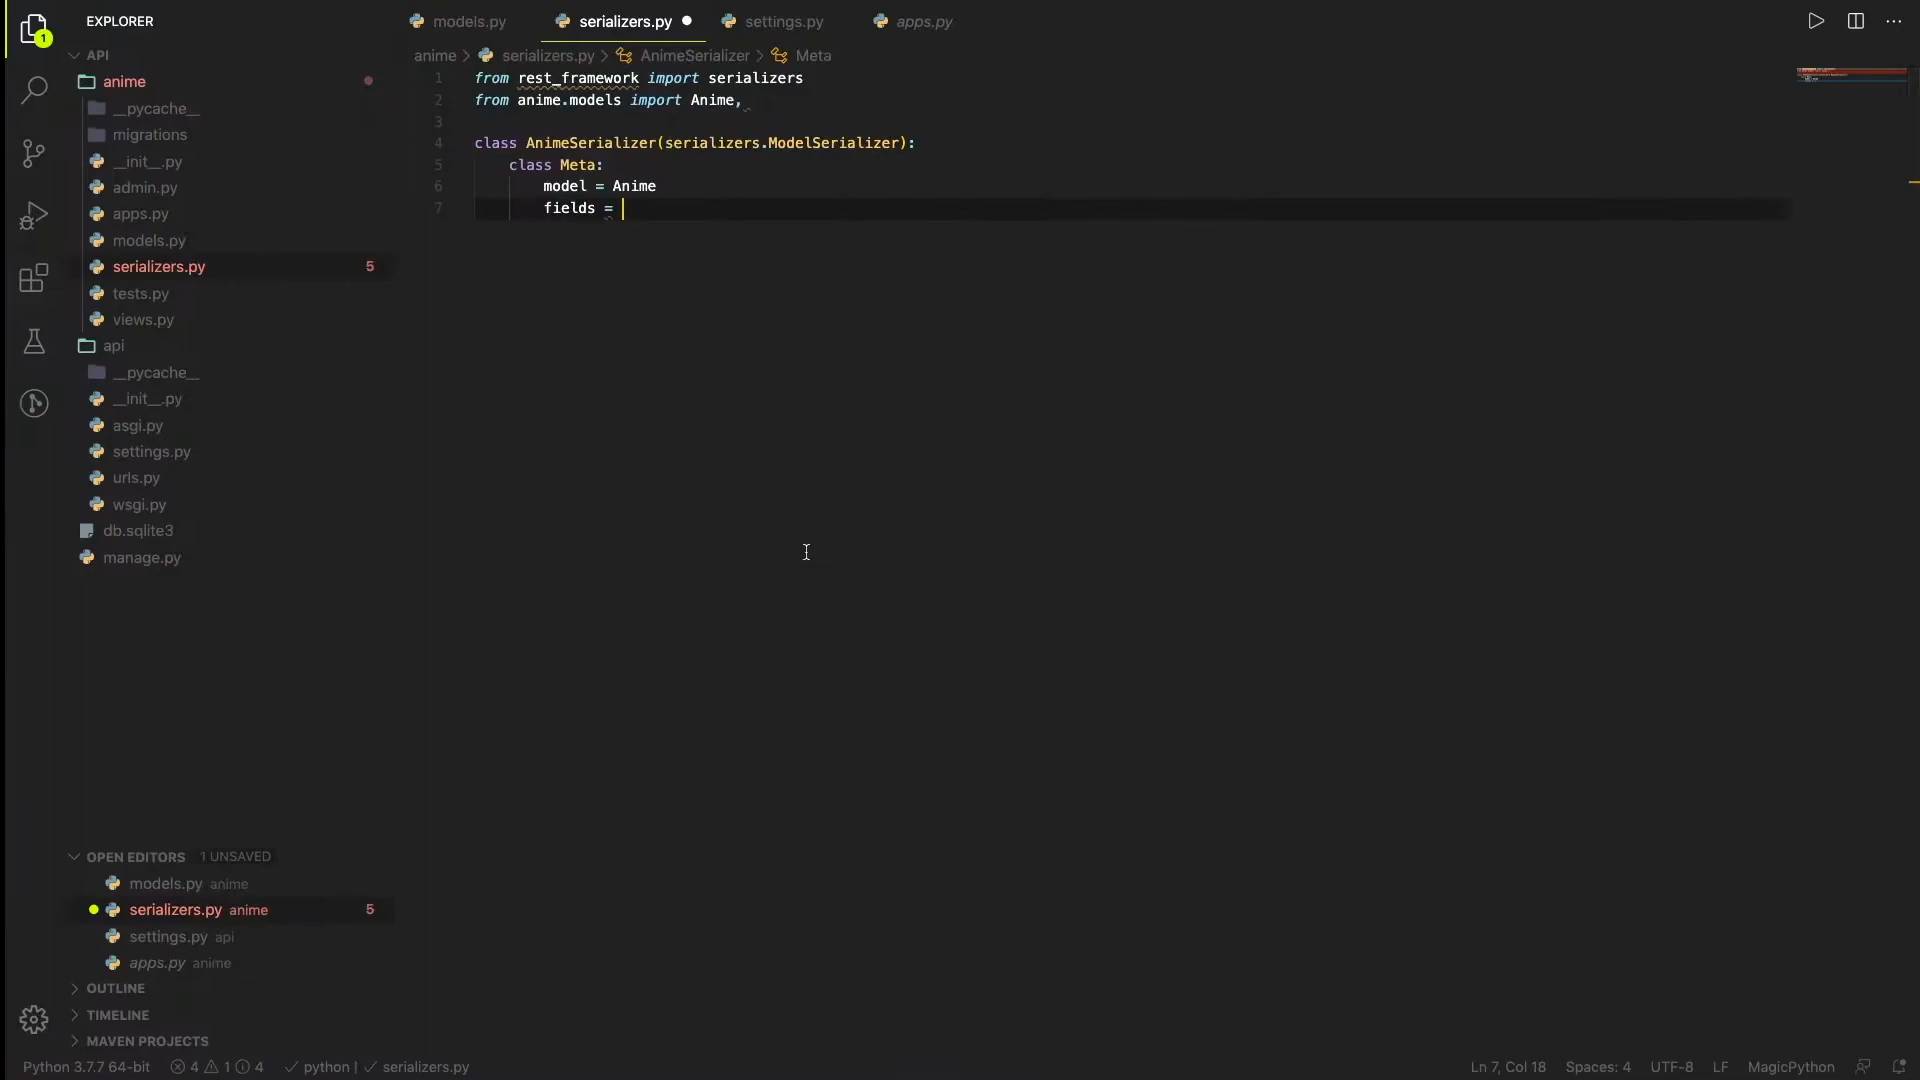 EXPLORER
1
API
anime
__pycache__
migrations
__init__.py
admin.py
apps.py
models.py
serializers.py 5
tests.py
views.py
api
__pycache__
__init__.py
asgi.py
settings.py
urls.py
wsgi.py
db.sqlite3
manage.py
OPEN EDITORS 1 UNSAVED
models.py anime
serializers.py anime 5
settings.py api
apps.py anime
OUTLINE
TIMELINE
MAVEN PROJECTS
models.py serializers.py settings.py apps.py
anime > serializers.py > AnimeSerializer > Meta
1 from rest_framework import serializers
2 from anime.models import Anime,
3
4 class AnimeSerializer(serializers.ModelSerializer):
5 class Meta:
6 model = Anime
7 fields =
Python 3.7.7 64-bit 4 1 4 python | serializers.py Ln 7, Col 18 Spaces: 4 UTF-8 LF MagicPython